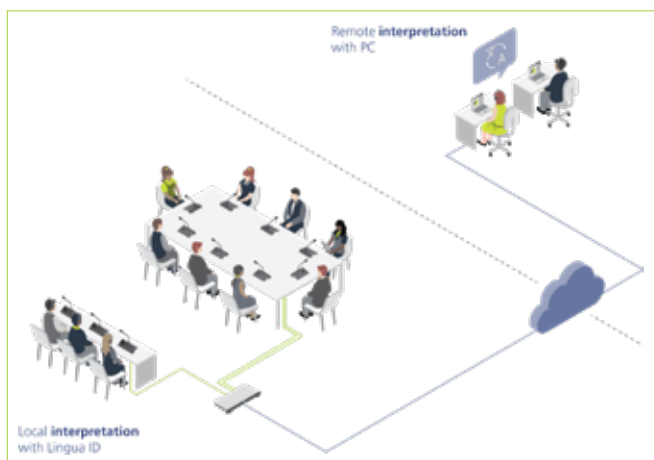 Remote interpretation
with PC
A
Local interpretation
with Lingua ID